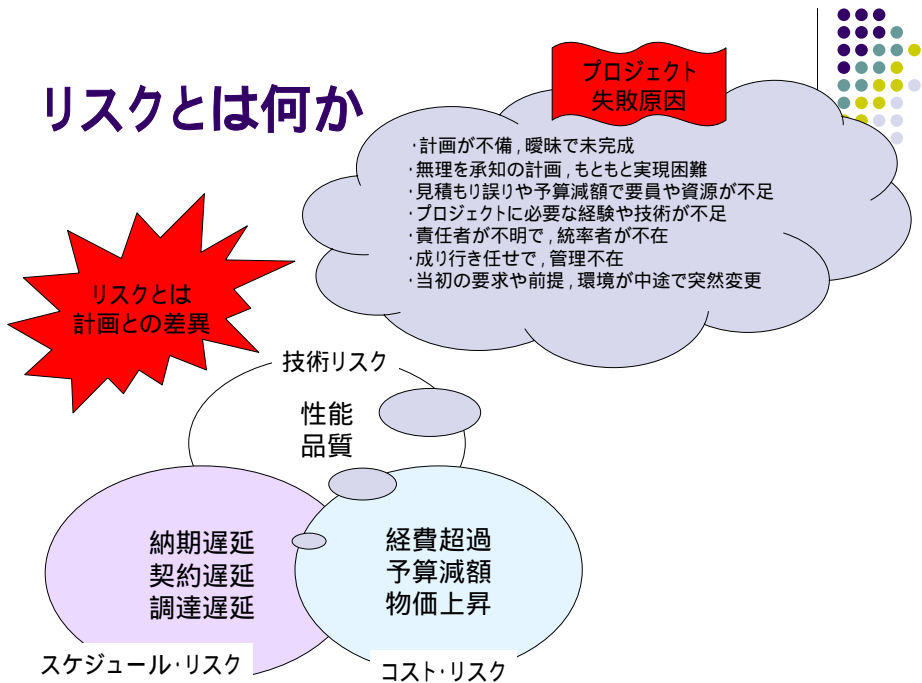 リスクとは何か
プロジェクト
失敗原因
・計画が不備，曖昧で未完成
・無理を承知の計画，もともと実現困難
・見積もり誤りや予算減額で要員や資源が不足
・プロジェクトに必要な経験や技術が不足
・責任者が不明で，統率者が不在
・成り行き任せで，管理不在
・当初の要求や前提，環境が中途で突然変更
リスクとは
計画との差異
技術リスク
性能
品質
納期遅延
契約遅延
調達遅延
経費超過
予算減額
物価上昇
スケジュール・リスク
コスト・リスク